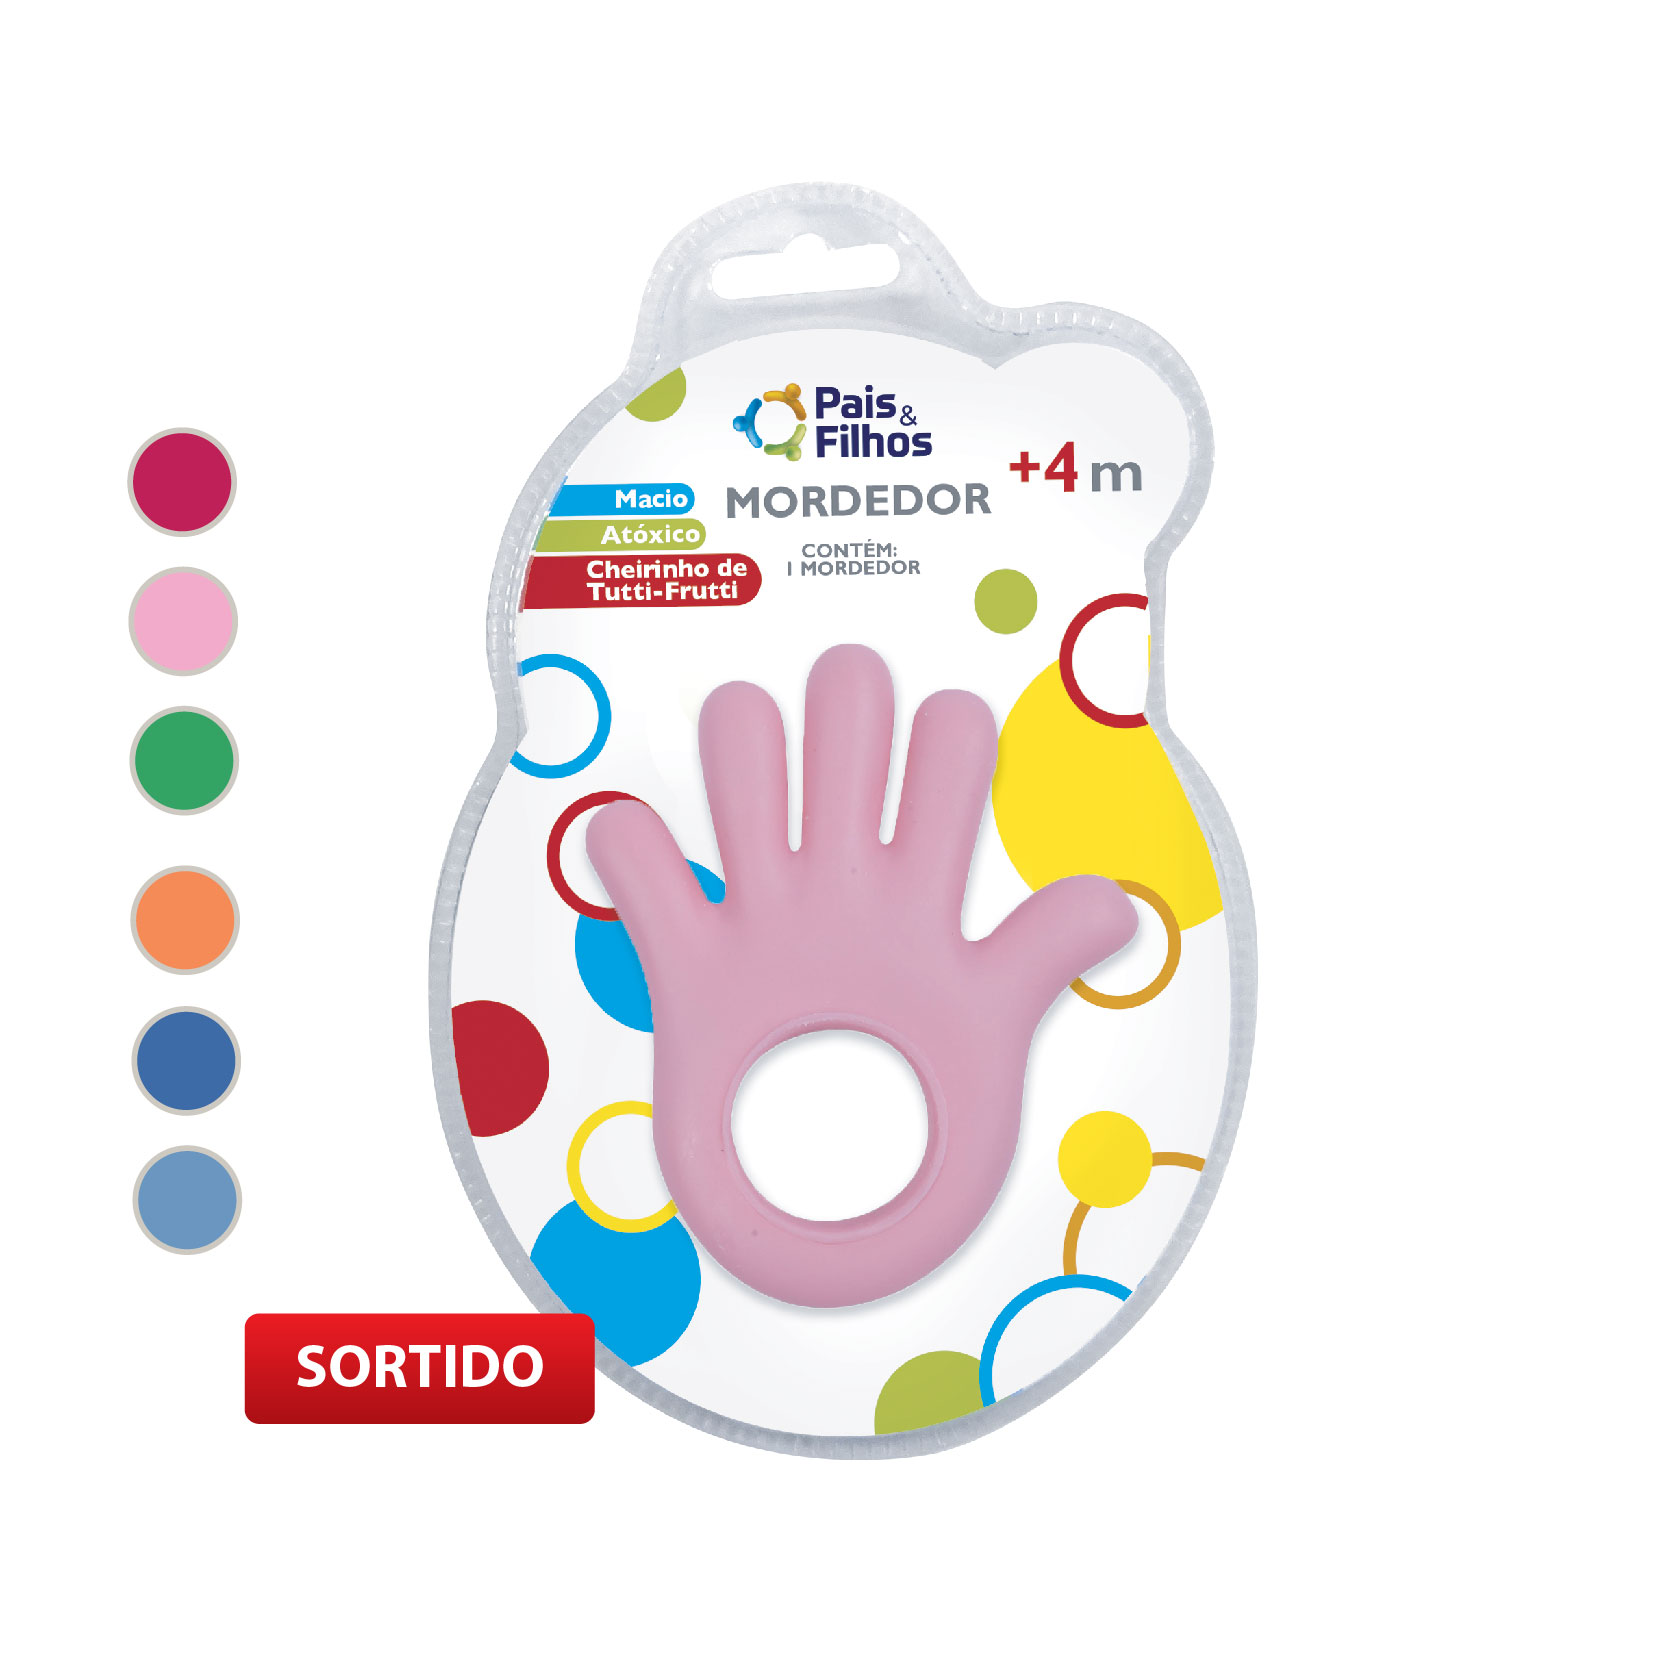 Pais &
Filhos
+4 m
MORDEDOR
Macio
Atóxico
Cheirinho de
Tutti-Frutti
CONTÉM:
1 MORDEDOR
SORTIDO